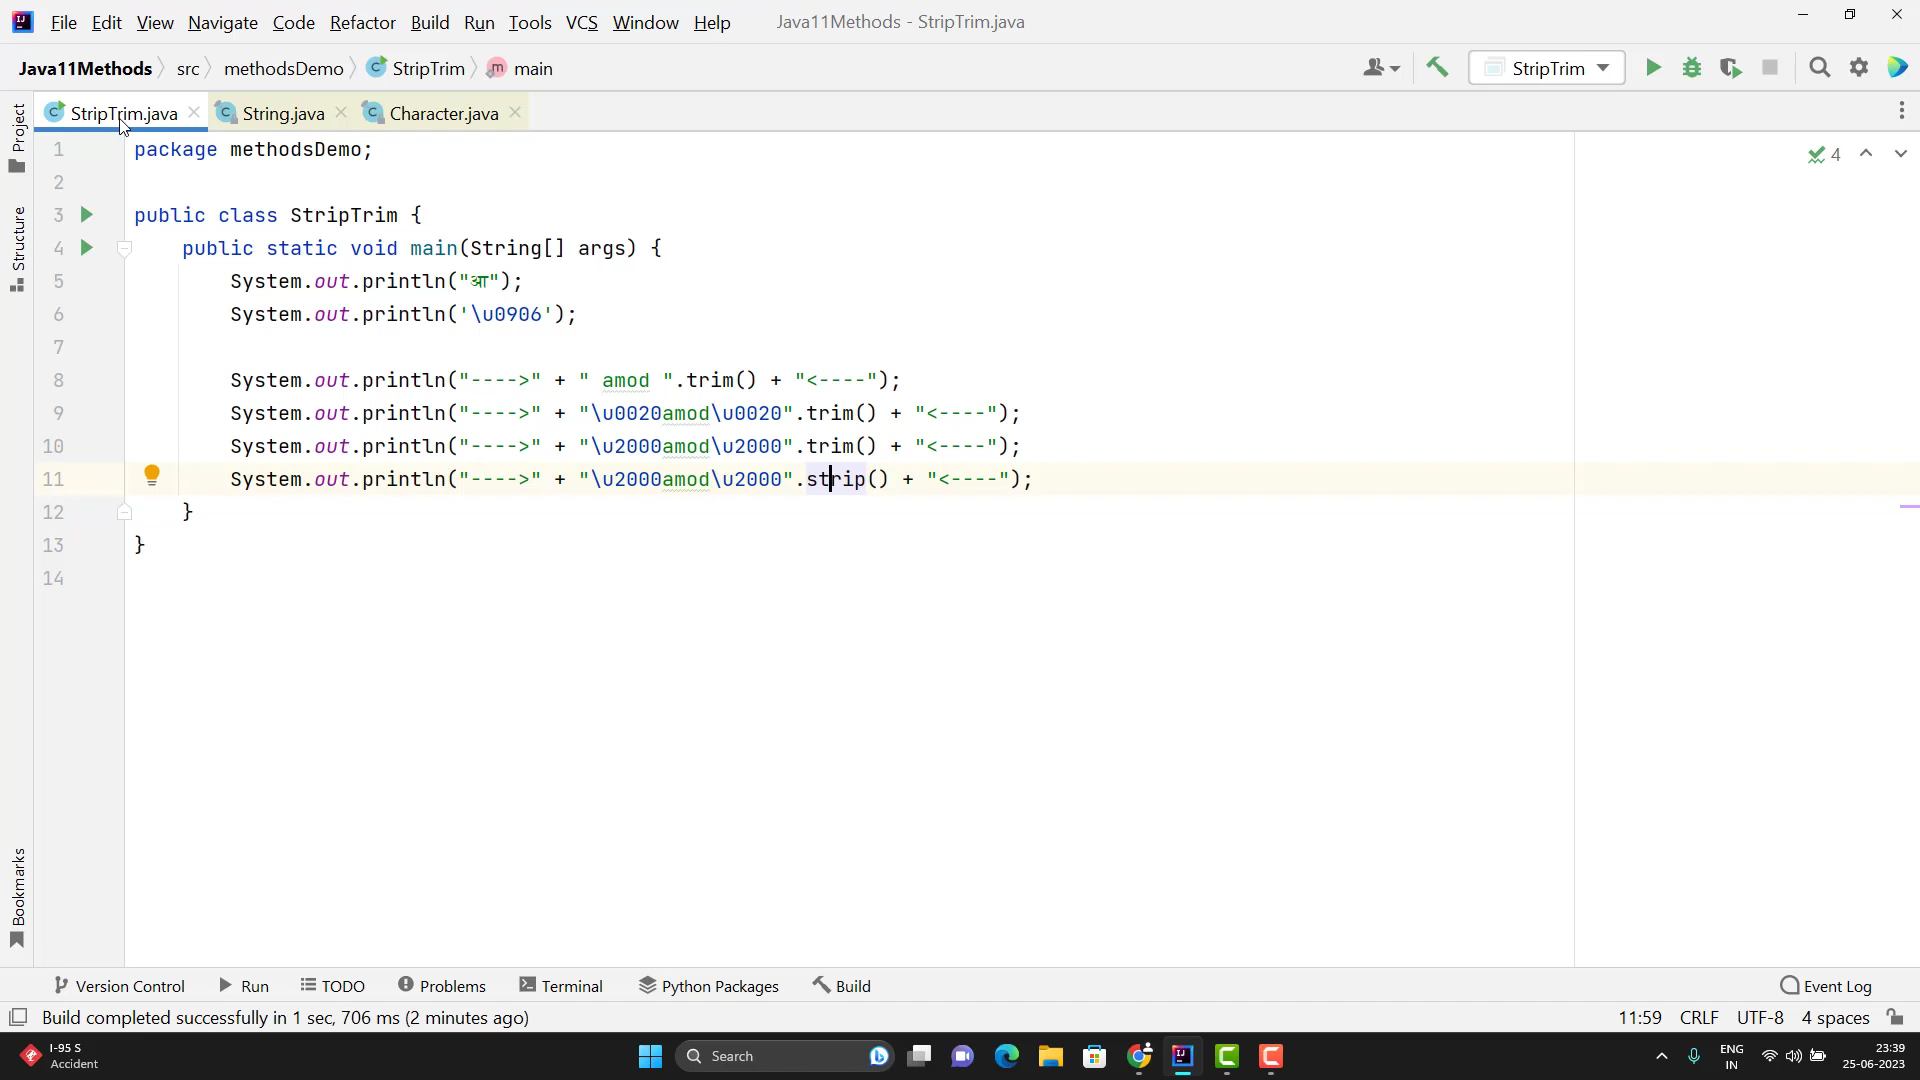 File Edit View Navigate Code Refactor Build Run Tools VCS Window Help Java11Methods - StripTrim.java
Java11Methods src methodsDemo StripTrim main StripTrim
StripTrim.java String.java Character.java
Project
Structure
Bookmarks
4
1 package methodsDemo;
2
3 public class StripTrim {
4 public static void main(String[] args) {
5 System.out.println("आ");
6 System.out.println('\u0906');
7
8 System.out.println("---->" + " amod ".trim() + "<----");
9 System.out.println("---->" + "\u0020amod\u0020".trim() + "<----");
10 System.out.println("---->" + "\u2000amod\u2000".trim() + "<----");
11 System.out.println("---->" + "\u2000amod\u2000".strip() + "<----");
12 }
13 }
14
Version Control Run TODO Problems Terminal Python Packages Build Event Log
Build completed successfully in 1 sec, 706 ms (2 minutes ago) 11:59 CRLF UTF-8 4 spaces
I-95 S
Accident
Search
ENG
IN
23:39
25-06-2023